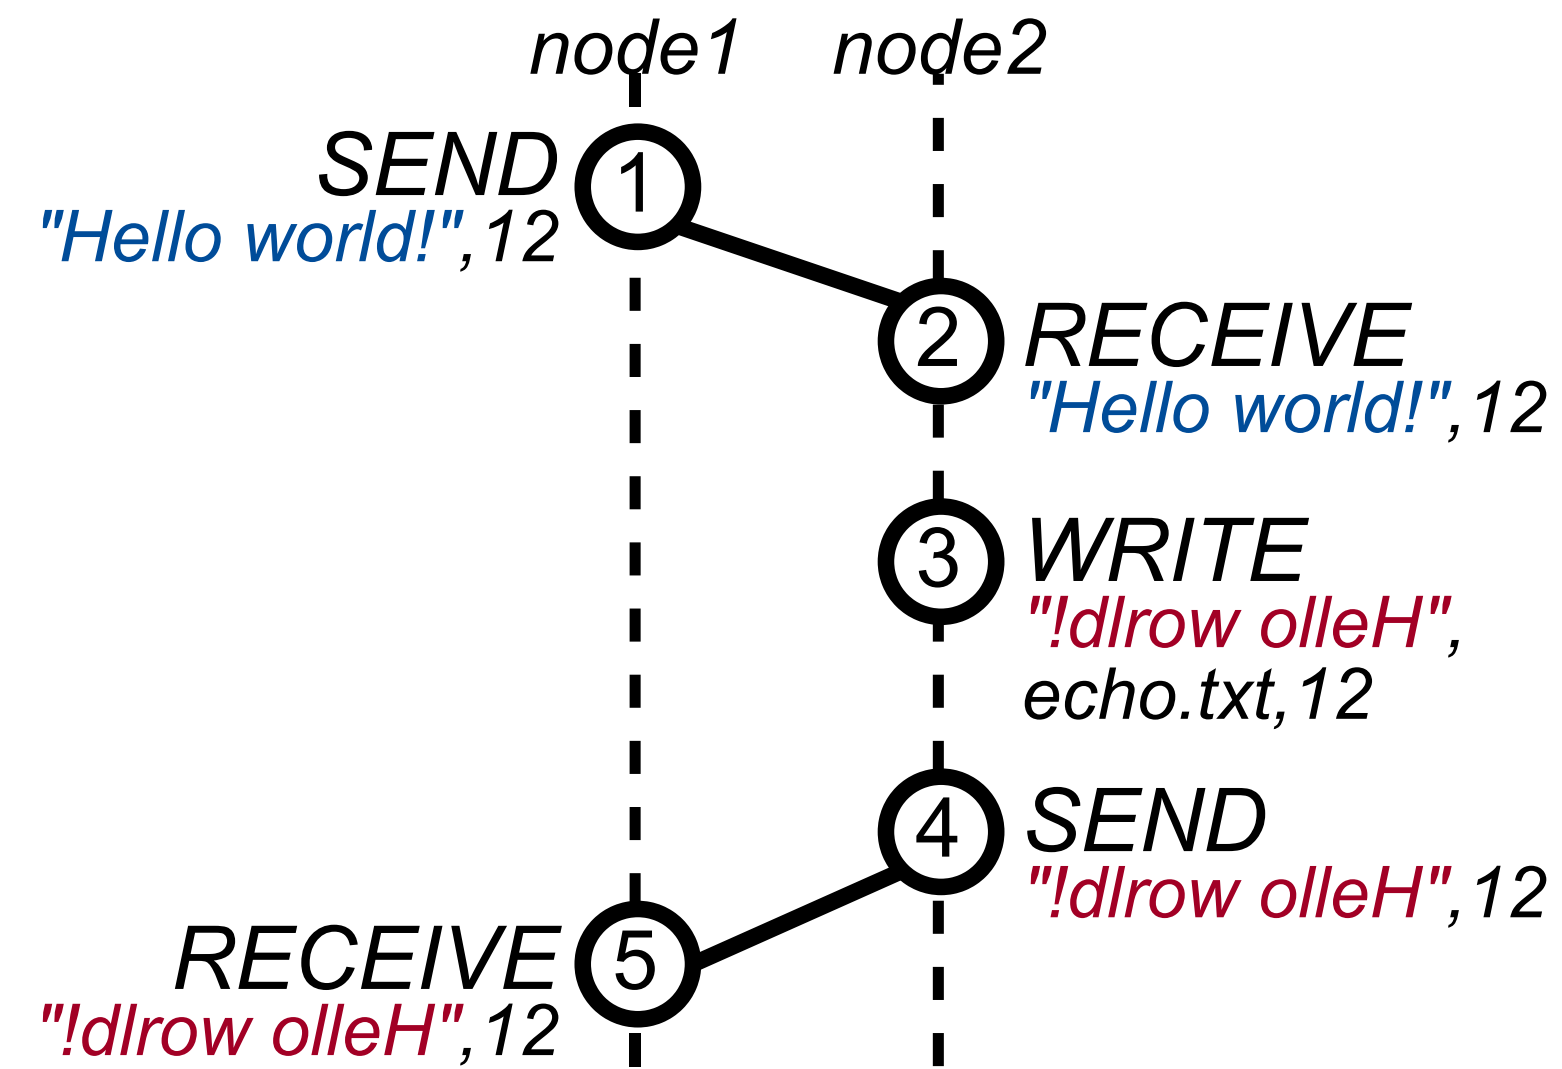 node1 node2
SEND
1
"Hello world!",12
2
RECEIVE
"Hello world!",12
3
WRITE
"!dlrow olleH",
echo.txt,12
4
SEND
"!dlrow olleH",12
RECEIVE
5
"!dlrow olleH",12